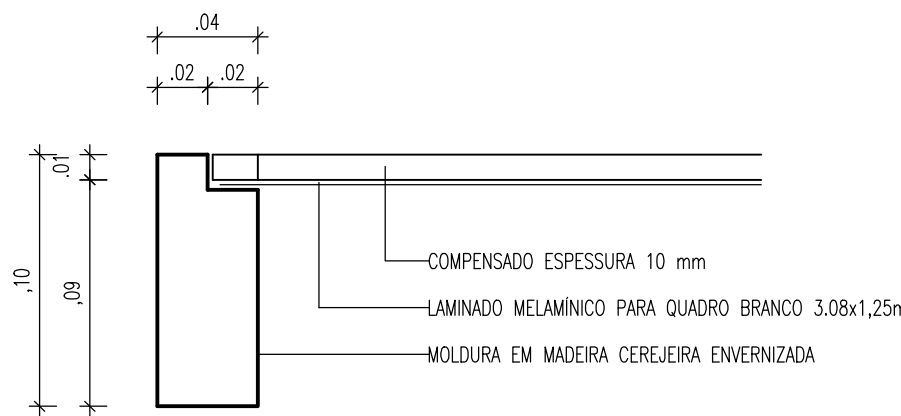 .04
.02 .02
.01
,10
,09
COMPENSADO ESPESSURA 10 mm
LAMINADO MELAMÍNICO PARA QUADRO BRANCO 3.08x1,25m
MOLDURA EM MADEIRA CEREJEIRA ENVERNIZADA